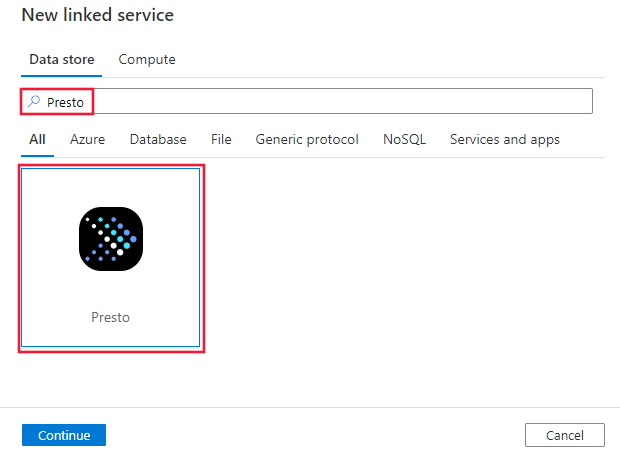 New linked service
Data store Compute
Presto
All Azure Database File Generic protocol NoSQL Services and apps
Presto
Continue Cancel